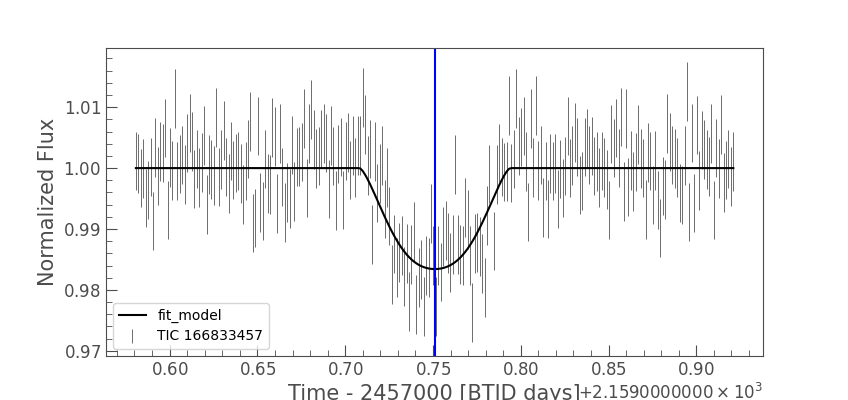 1.01
1.00
0.99
0.98
0.97
Normalized Flux
fit_model
TIC 166833457
0.60 0.65 0.70 0.75 0.80 0.85 0.90
Time - 2457000 [BTJD days]
+2.1590000000 × 10³